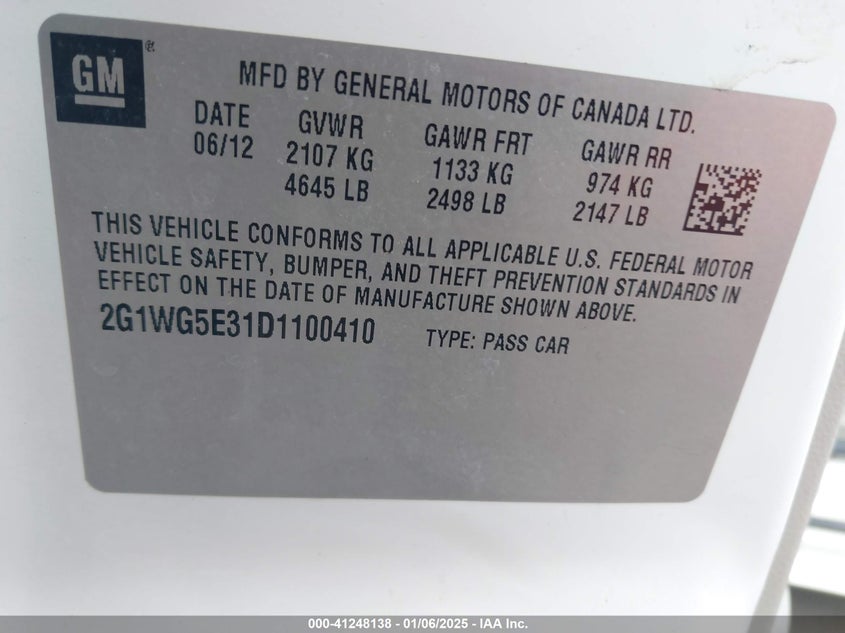 GM
MFD BY GENERAL MOTORS OF CANADA LTD.
DATE GVWR GAWR FRT GAWR RR
06/12 2107 KG 1133 KG 974 KG
4645 LB 2498 LB 2147 LB
THIS VEHICLE CONFORMS TO ALL APPLICABLE U.S. FEDERAL MOTOR
VEHICLE SAFETY, BUMPER, AND THEFT PREVENTION STANDARDS IN
EFFECT ON THE DATE OF MANUFACTURE SHOWN ABOVE.
2G1WG5E31D1100410 TYPE: PASS CAR
000-41248138 - 01/06/2025 - IAA Inc.